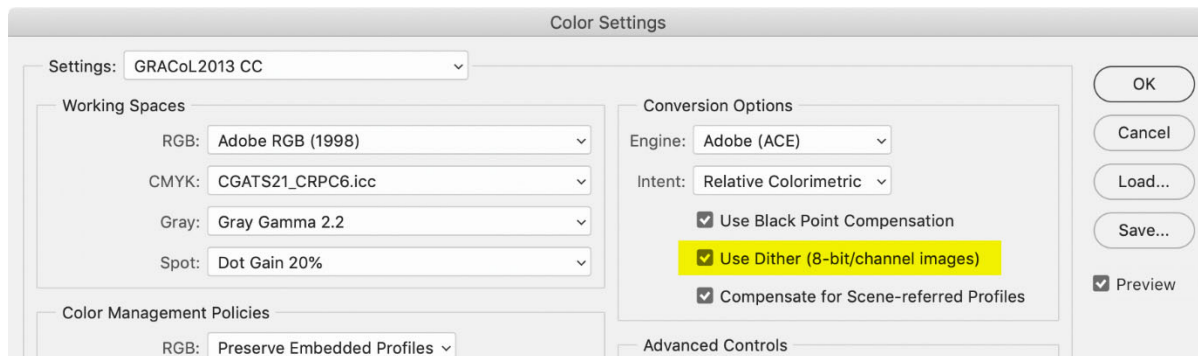 Color Settings
Settings: GRACoL2013 CC
Working Spaces
RGB: Adobe RGB (1998)
CMYK: CGATS21_CRPC6.icc
Gray: Gray Gamma 2.2
Spot: Dot Gain 20%
Color Management Policies
RGB: Preserve Embedded Profiles
Conversion Options
Engine: Adobe (ACE)
Intent: Relative Colorimetric
Use Black Point Compensation
Use Dither (8-bit/channel images)
Compensate for Scene-referred Profiles
Advanced Controls
OK
Cancel
Load...
Save...
Preview